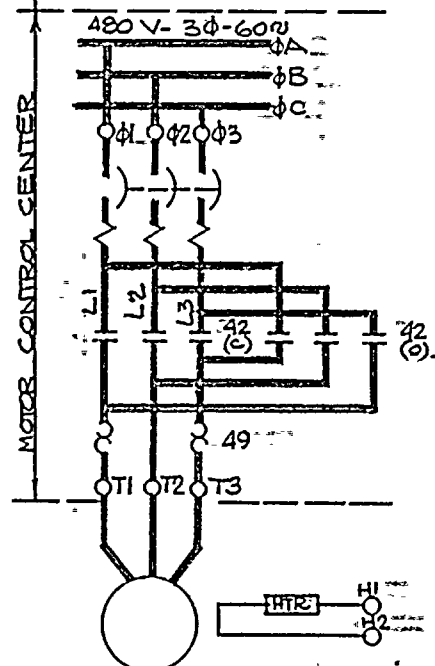 480 V- 3ϕ-60~
ϕA
ϕB
ϕC
ϕ1 ϕ2 ϕ3
MOTOR CONTROL CENTER
L1 L2 L3
42
(C)
42
(O)
49
T1 T2 T3
HTR
H1
H2